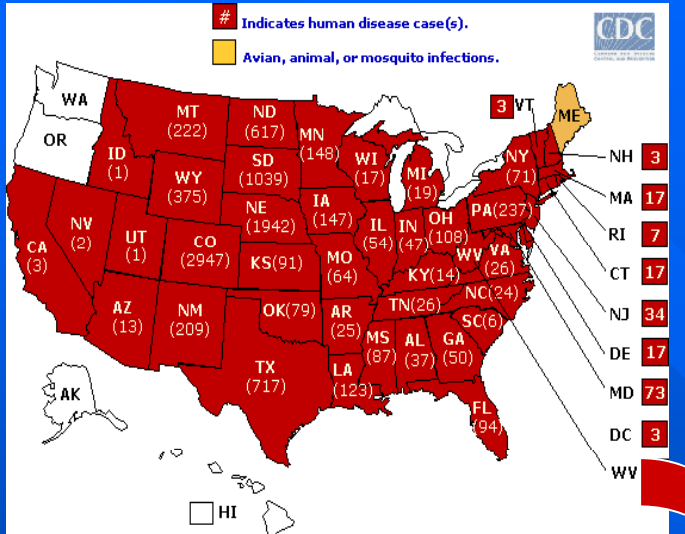 # Indicates human disease case(s).
Avian, animal, or mosquito infections.
CDC
WA
OR
MT
(222)
ND
(617)
MN
(148)
ID
(1)
WY
(375)
SD
(1039)
WI
(17)
MI
(19)
NY
(71)
3 VT
ME
NH 3
MA 17
RI 7
CT 17
NJ 34
DE 17
MD 73
DC 3
WV
CA
(3)
NV
(2)
UT
(1)
CO
(2947)
NE
(1942)
IA
(147)
IL
(54)
IN
(47)
OH
(108)
PA(237)
KS(91)
MO
(64)
KY(14)
WV
VA
(26)
AZ
(13)
NM
(209)
OK(79)
AR
(25)
TN(26)
NC(24)
SC(6)
TX
(717)
LA
(123)
MS
(87)
AL
(37)
GA
(50)
FL
(94)
AK
HI